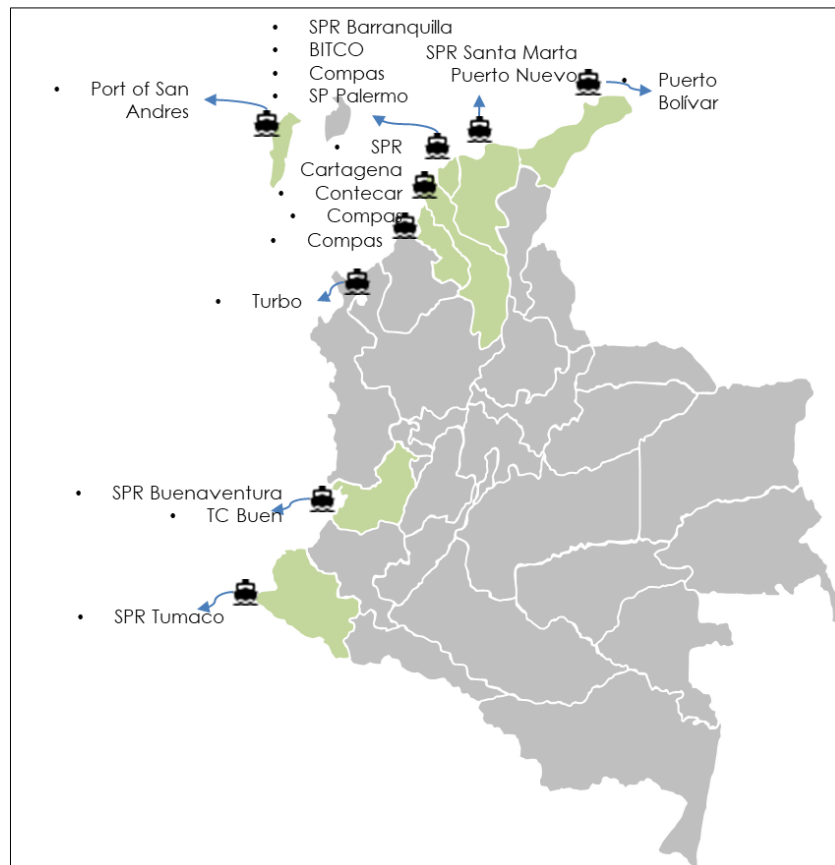 • SPR Barranquilla
• BITCO
• Compas
• SP Palermo
SPR Santa Marta
Puerto Nuevo
• Puerto
Bolívar
• Port of San
Andres
• SPR
Cartagena
• Contecar
• Compas
• Compas
• Turbo
• SPR Buenaventura
• TC Buen
• SPR Tumaco